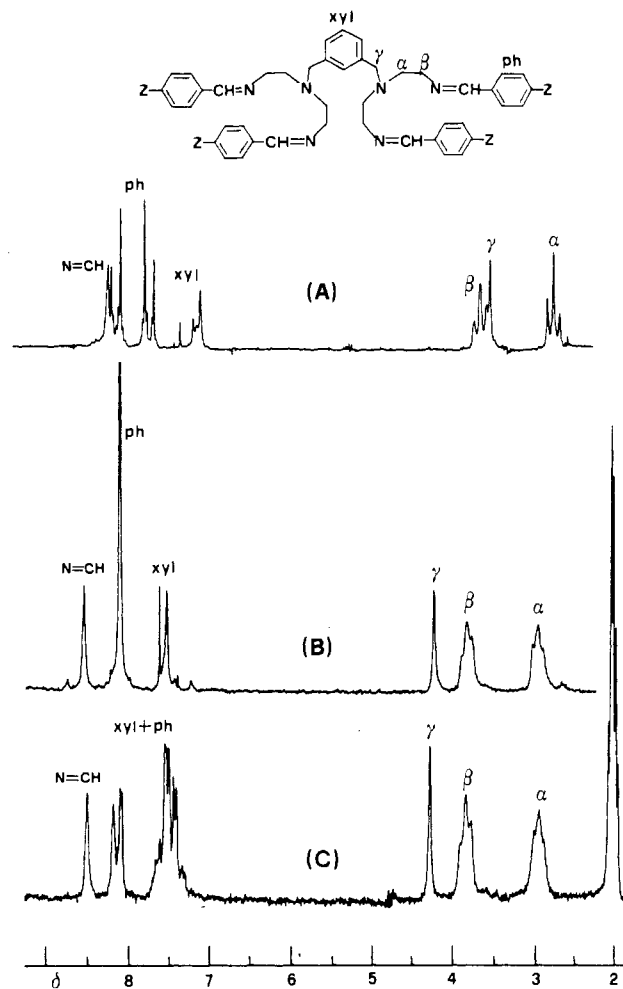 xyl
γ α β ph
Z CH=N N N N=CH Z
Z CH=N N=CH Z
ph
N=CH
xyl
(A)
β γ α
ph
N=CH
xyl
(B)
γ β α
xyl+ph
N=CH
(C)
γ β α
δ 8 7 6 5 4 3 2